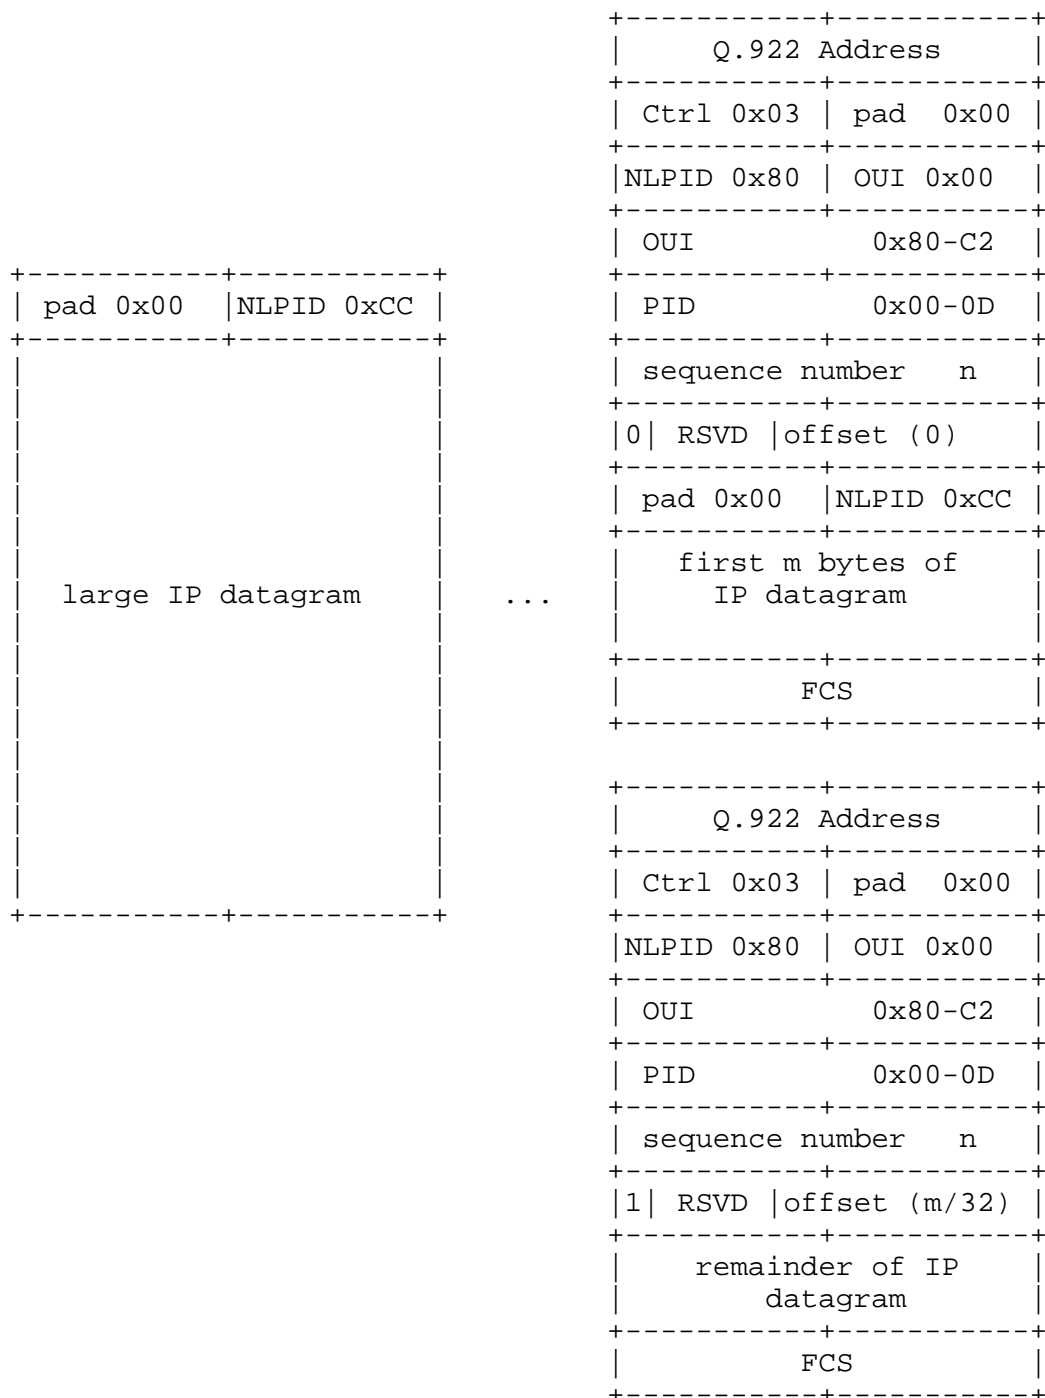 Q.922 Address
Ctrl 0x03 | pad 0x00
NLPID 0x80 | OUI 0x00
OUI 0x80-C2
pad 0x00 |NLPID 0xCC
PID 0x00-0D
sequence number n
0| RSVD |offset (0)
pad 0x00 |NLPID 0xCC
first m bytes of
large IP datagram ... IP datagram
FCS
Q.922 Address
Ctrl 0x03 | pad 0x00
NLPID 0x80 | OUI 0x00
OUI 0x80-C2
PID 0x00-0D
sequence number n
1| RSVD |offset (m/32)
remainder of IP
datagram
FCS